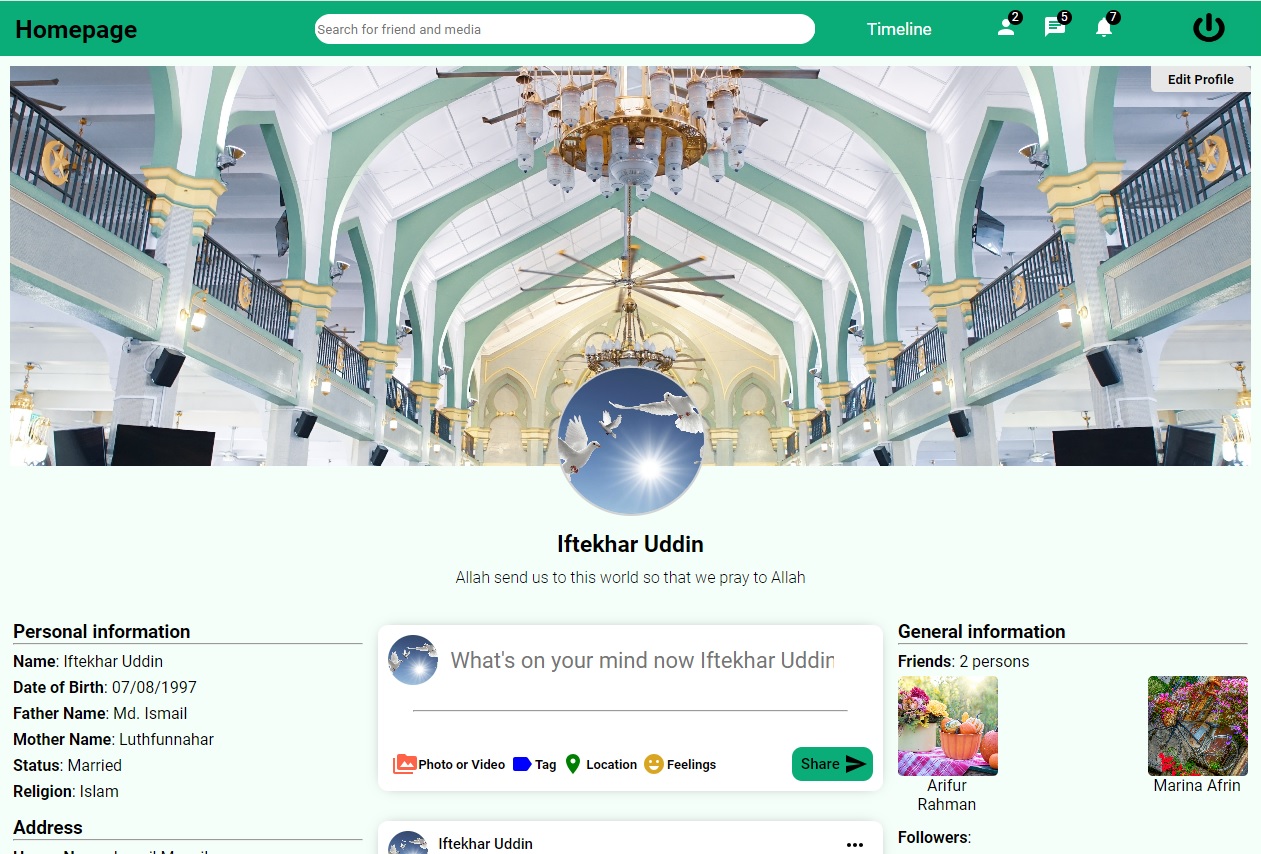 Homepage
Search for friend and media
Timeline
2
5
7
Edit Profile
Iftekhar Uddin
Allah send us to this world so that we pray to Allah
Personal information
Name: Iftekhar Uddin
Date of Birth: 07/08/1997
Father Name: Md. Ismail
Mother Name: Luthfunnahar
Status: Married
Religion: Islam
Address
What's on your mind now Iftekhar Uddin
Photo or Video
Tag
Location
Feelings
Share
Iftekhar Uddin
General information
Friends: 2 persons
Arifur
Rahman
Marina Afrin
Followers: